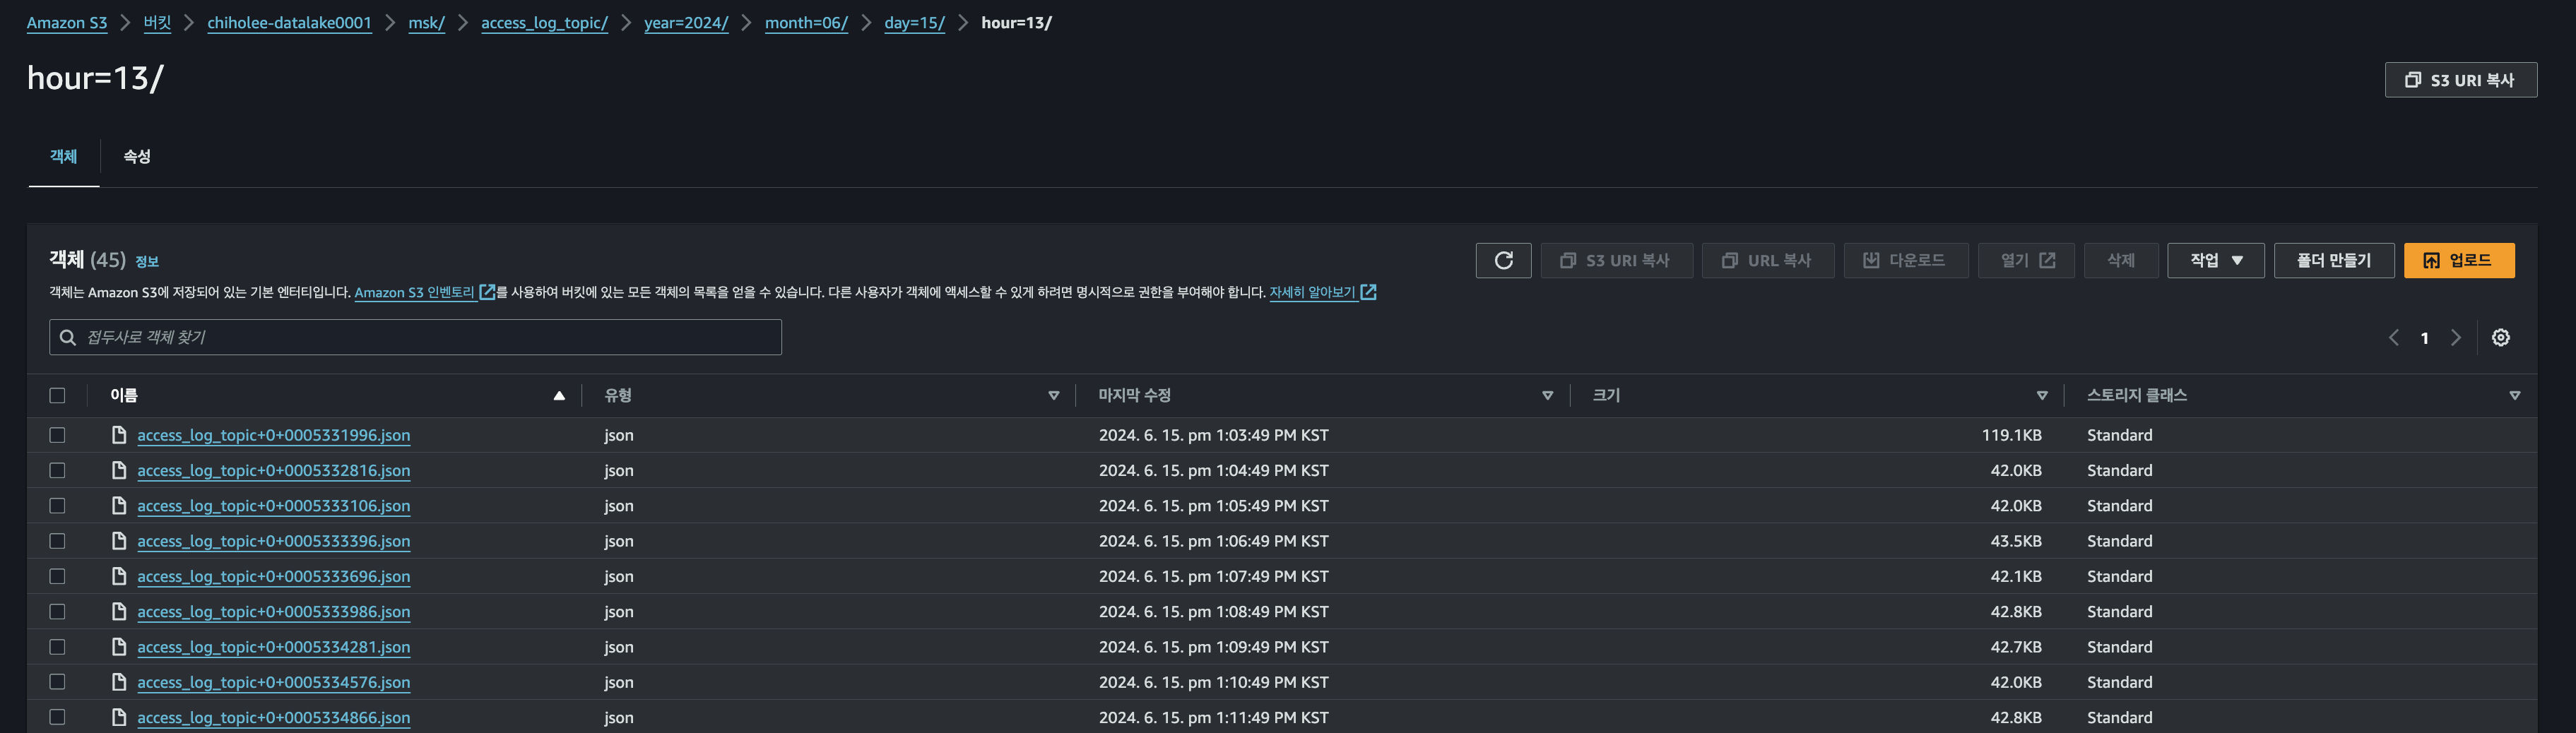 Amazon S3 > 버킷 > chiholee-datalake0001 > msk/ > access_log_topic/ > year=2024/ > month=06/ > day=15/ > hour=13/
hour=13/
S3 URI 복사
객체 속성
객체 (45) 정보
S3 URI 복사 URL 복사 다운로드 열기 삭제 작업 폴더 만들기 업로드
객체는 Amazon S3에 저장되어 있는 기본 엔터티입니다. Amazon S3 인벤토리를 사용하여 버킷에 있는 모든 객체의 목록을 얻을 수 있습니다. 다른 사용자가 객체에 액세스할 수 있게 하려면 명시적으로 권한을 부여해야 합니다. 자세히 알아보기
접두사로 객체 찾기
1
이름 유형 마지막 수정 크기 스토리지 클래스
access_log_topic+0+0005331996.json json 2024. 6. 15. pm 1:03:49 PM KST 119.1KB Standard
access_log_topic+0+0005332816.json json 2024. 6. 15. pm 1:04:49 PM KST 42.0KB Standard
access_log_topic+0+0005333106.json json 2024. 6. 15. pm 1:05:49 PM KST 42.0KB Standard
access_log_topic+0+0005333396.json json 2024. 6. 15. pm 1:06:49 PM KST 43.5KB Standard
access_log_topic+0+0005333696.json json 2024. 6. 15. pm 1:07:49 PM KST 42.1KB Standard
access_log_topic+0+0005333986.json json 2024. 6. 15. pm 1:08:49 PM KST 42.8KB Standard
access_log_topic+0+0005334281.json json 2024. 6. 15. pm 1:09:49 PM KST 42.7KB Standard
access_log_topic+0+0005334576.json json 2024. 6. 15. pm 1:10:49 PM KST 42.0KB Standard
access_log_topic+0+0005334866.json json 2024. 6. 15. pm 1:11:49 PM KST 42.8KB Standard